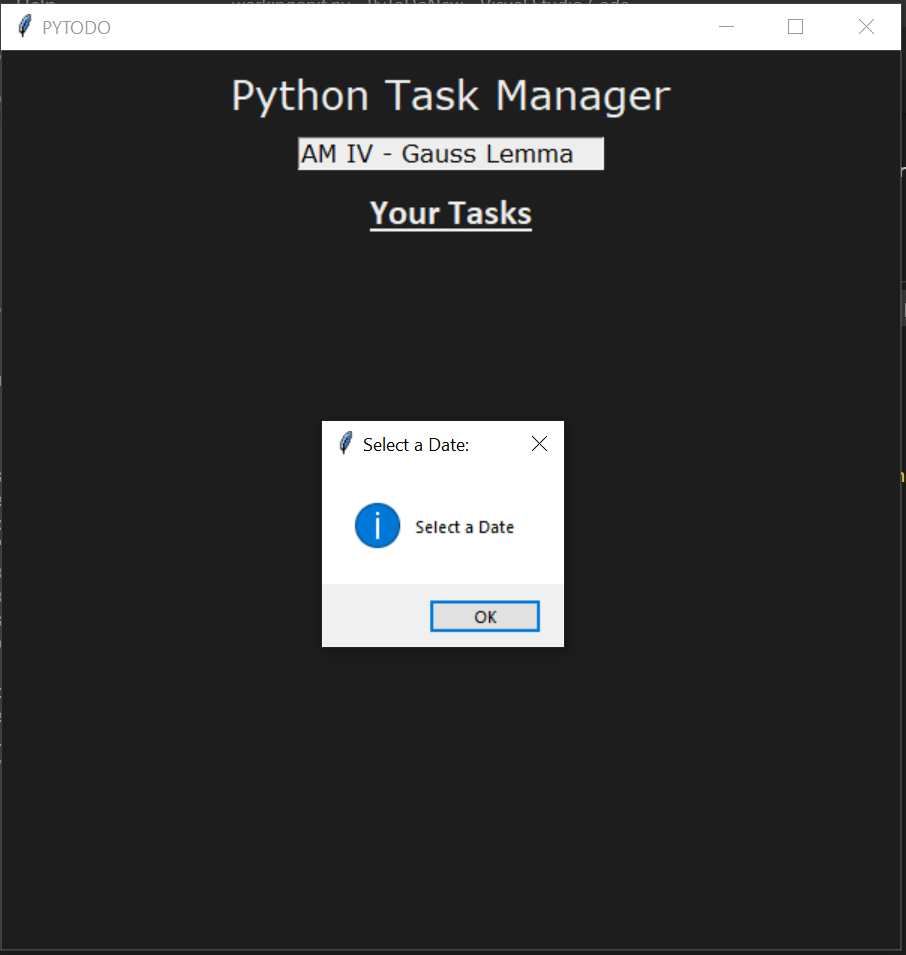 PYTODO
Python Task Manager
AM IV - Gauss Lemma
Your Tasks
Select a Date:
Select a Date
OK